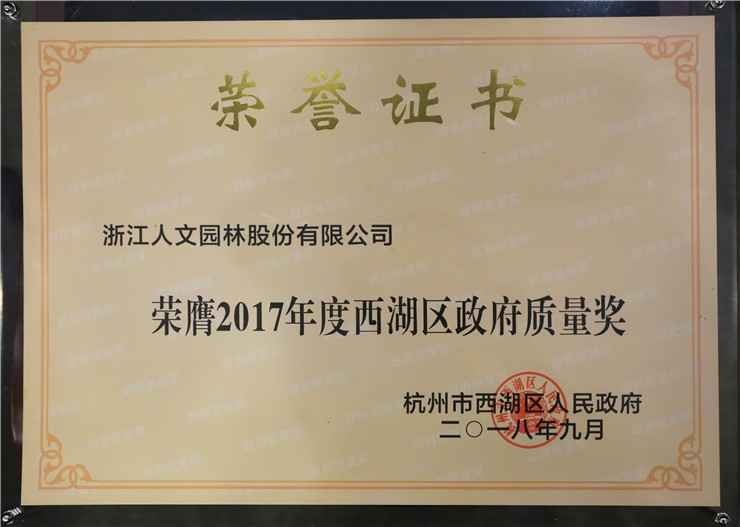 荣誉证书
浙江人文园林股份有限公司
荣膺2017年度西湖区政府质量奖
杭州市西湖区人民政府
二〇一八年九月